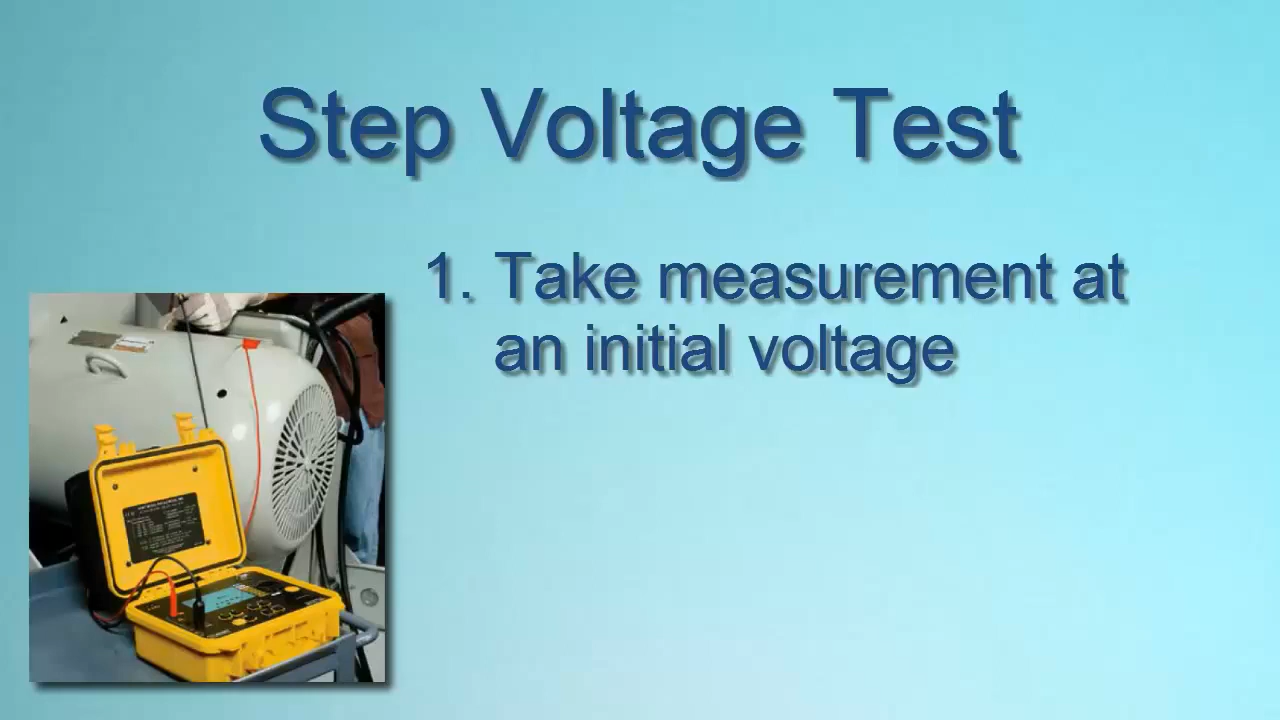 Step Voltage Test
1. Take measurement at
an initial voltage